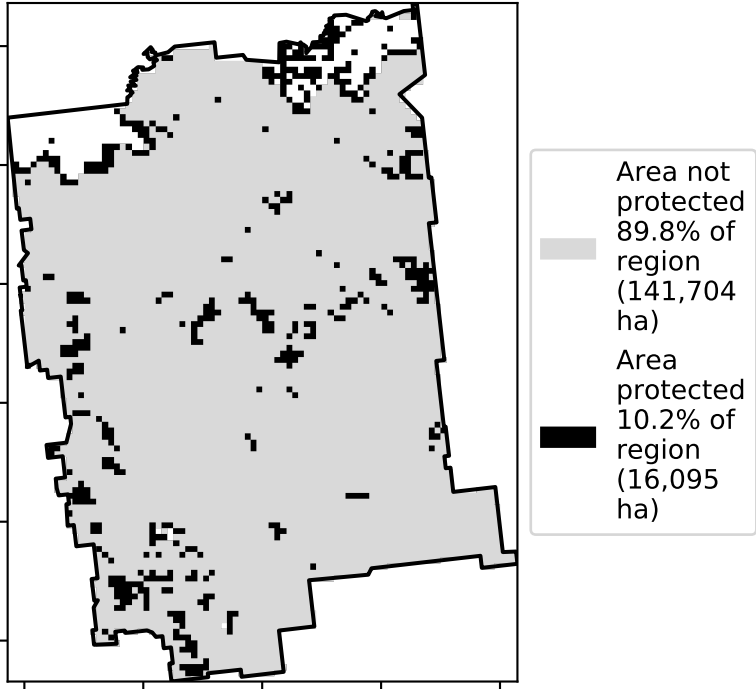 Area not
protected
89.8% of
region
(141,704
ha)
Area
protected
10.2% of
region
(16,095
ha)